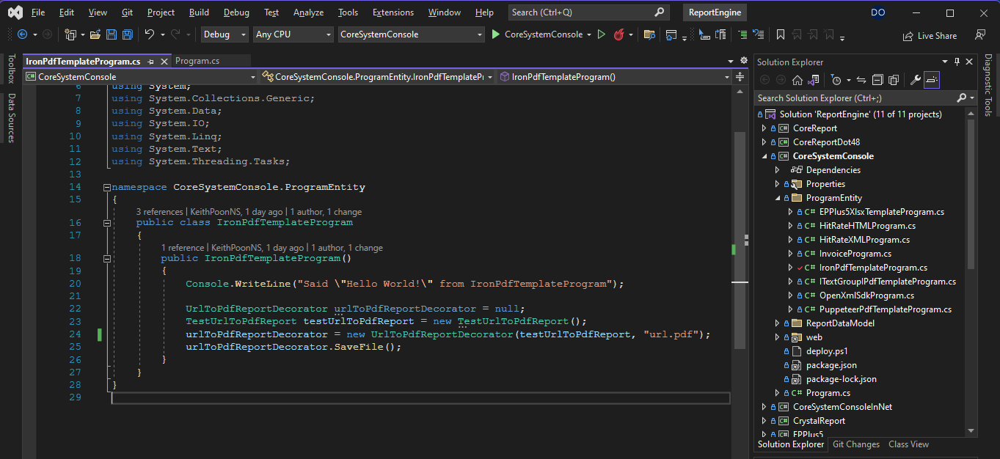 File Edit View Git Project Build Debug Test Analyze Tools Extensions Window Help Search (Ctrl+Q) ReportEngine DO
Debug Any CPU CoreSystemConsole CoreSystemConsole Live Share
Toolbox
Data Sources
IronPdfTemplateProgram.cs Program.cs
CoreSystemConsole CoreSystemConsole.ProgramEntity.IronPdfTemplatePr IronPdfTemplateProgram()
6 using System;
7 using System.Collections.Generic;
8 using System.Data;
9 using System.IO;
10 using System.Linq;
11 using System.Text;
12 using System.Threading.Tasks;
13
14 namespace CoreSystemConsole.ProgramEntity
15 {
3 references | KeithPoonNS, 1 day ago | 1 author, 1 change
16 public class IronPdfTemplateProgram
17 {
1 reference | KeithPoonNS, 1 day ago | 1 author, 1 change
18 public IronPdfTemplateProgram()
19 {
20 Console.WriteLine("Said \"Hello World!\" from IronPdfTemplateProgram");
21
22 UrlToPdfReportDecorator urlToPdfReportDecorator = null;
23 TestUrlToPdfReport testUrlToPdfReport = new TestUrlToPdfReport();
24 urlToPdfReportDecorator = new UrlToPdfReportDecorator(testUrlToPdfReport, "url.pdf");
25 urlToPdfReportDecorator.SaveFile();
26 }
27 }
28 }
29
Solution Explorer
Search Solution Explorer (Ctrl+;)
Solution 'ReportEngine' (11 of 11 projects)
C# CoreReport
C# CoreReportDot48
C# CoreSystemConsole
Dependencies
Properties
ProgramEntity
C# EPPlus5XlsxTemplateProgram.cs
C# HitRateHTMLProgram.cs
C# HitRateXMLProgram.cs
C# InvoiceProgram.cs
C# IronPdfTemplateProgram.cs
C# ITextGroupIPdfTemplateProgram.cs
C# OpenXmlSdkProgram.cs
C# PuppeteerPdfTemplateProgram.cs
ReportDataModel
web
deploy.ps1
package.json
package-lock.json
C# Program.cs
C# CoreSystemConsoleInNet
C# CrystalReport
C# EPPlus5
Solution Explorer Git Changes Class View
Diagnostic Tools